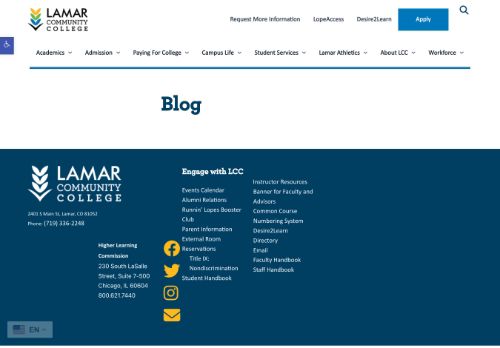 LAMAR
COMMUNITY
COLLEGE
Request More Information LopeAccess Desire2Learn Apply
Academics Admission Paying For College Campus Life Student Services Lamar Athletics About LCC Workforce
Blog
LAMAR
COMMUNITY
COLLEGE
2401 S Main St, Lamar, CO 81052
Phone: (719) 336-2248
Higher Learning
Commission
230 South LaSalle
Street, Suite 7-500
Chicago, IL 60604
800.621.7440
Engage with LCC
Events Calendar
Alumni Relations
Runnin' Lopes Booster
Club
Parent Information
External Room
Reservations
Title IX:
Nondiscrimination
Student Handbook
Instructor Resources
Banner for Faculty and
Advisors
Common Course
Numbering System
Desire2Learn
Directory
Email
Faculty Handbook
Staff Handbook
EN